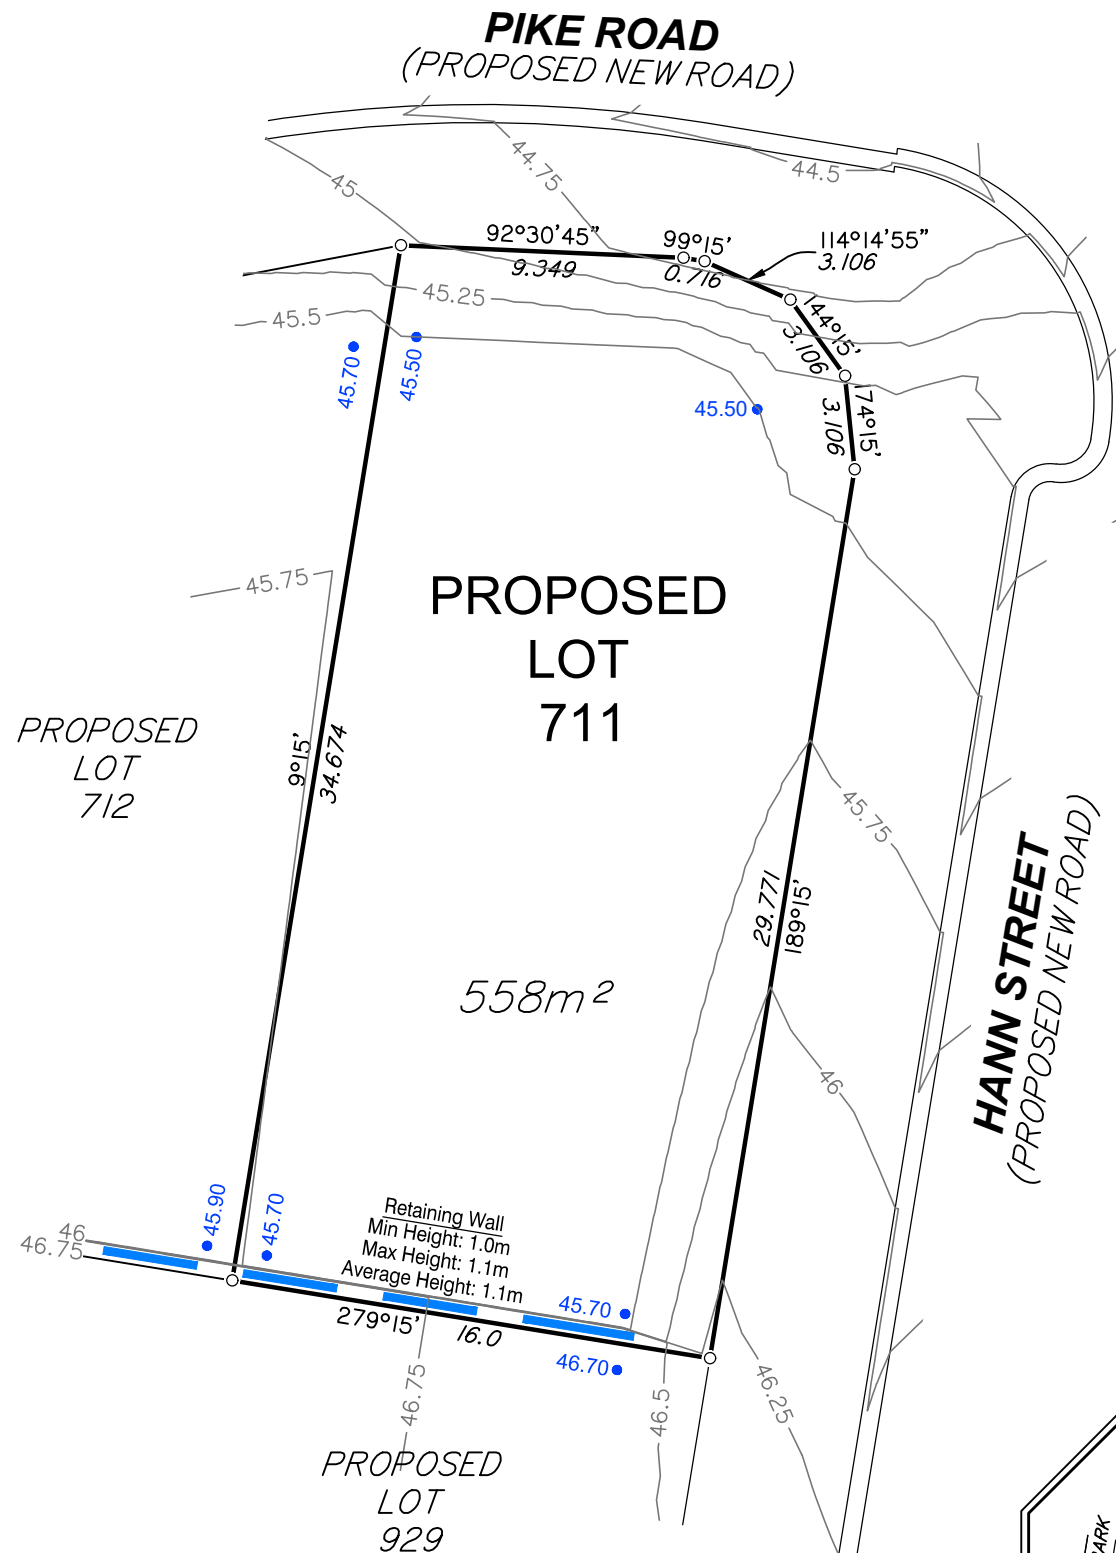 PIKE ROAD
(PROPOSED NEW ROAD)
44.75
44.5
45
92°30'45"
9.349
99°15'
0.716
114°14'55"
3.106
45.25
45.5
144°15'
3.106
45.70
45.50
45.50
174°15'
3.106
45.75
PROPOSED
LOT
711
PROPOSED
LOT
712
9°15'
34.674
45.75
HANN STREET
(PROPOSED NEW ROAD)
29.771
189°15'
558m²
46
45.90
45.70
Retaining Wall
Min Height: 1.0m
Max Height: 1.1m
Average Height: 1.1m
46
46.75
45.70
279°15'
16.0
46.70
46.75
46.5
46.25
PROPOSED
LOT
929